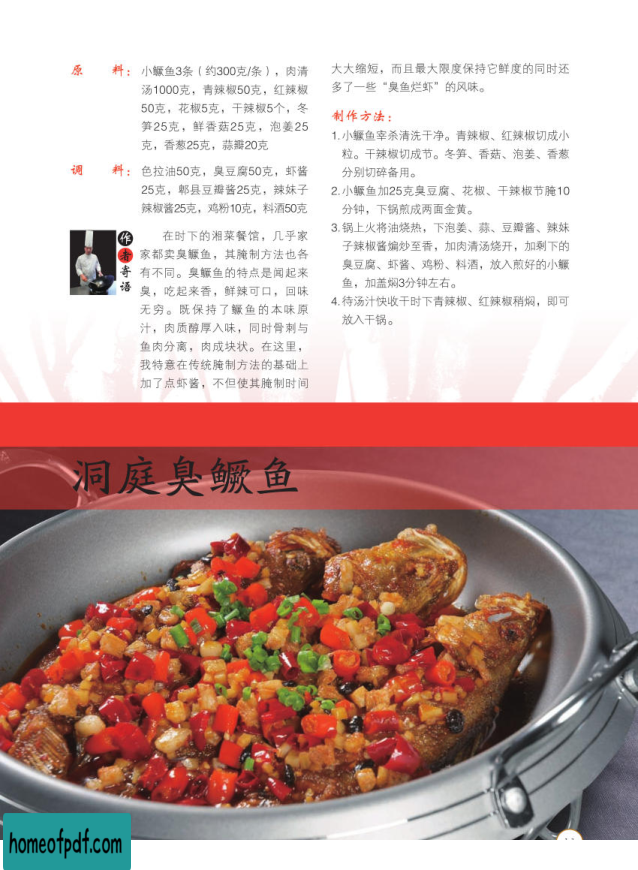 原 料：小鳜鱼3条（约300克/条），肉清
汤1000克，青辣椒50克，红辣椒
50克，花椒5克，干辣椒5个，冬
笋25克，鲜香菇25克，泡姜25
克，香葱25克，蒜瓣20克
调 料：色拉油50克，臭豆腐50克，虾酱
25克，郫县豆瓣酱25克，辣妹子
辣椒酱25克，鸡粉10克，料酒50克
作者寄语
在时下的湘菜餐馆，几乎家
家都卖臭鳜鱼，其腌制方法也各
有不同。臭鳜鱼的特点是闻起来
臭，吃起来香，鲜辣可口，回味
无穷。既保持了鳜鱼的本味原
汁，肉质醇厚入味，同时骨刺与
鱼肉分离，肉成块状。在这里，
我特意在传统腌制方法的基础上
加了点虾酱，不但使其腌制时间
大大缩短，而且最大限度保持它鲜度的同时还
多了一些“臭鱼烂虾”的风味。
制作方法：
1.小鳜鱼宰杀清洗干净。青辣椒、红辣椒切成小
粒。干辣椒切成节。冬笋、香菇、泡姜、香葱
分别切碎备用。
2.小鳜鱼加25克臭豆腐、花椒、干辣椒节腌10
分钟，下锅煎成两面金黄。
3.锅上火将油烧热，下泡姜、蒜、豆瓣酱、辣妹
子辣椒酱煸炒至香，加肉清汤烧开，加剩下的
臭豆腐、虾酱、鸡粉、料酒，放入煎好的小鳜
鱼，加盖焖3分钟左右。
4.待汤汁快收干时下青辣椒、红辣椒稍焖，即可
放入干锅。
洞庭臭鳜鱼
homeofpdf.com